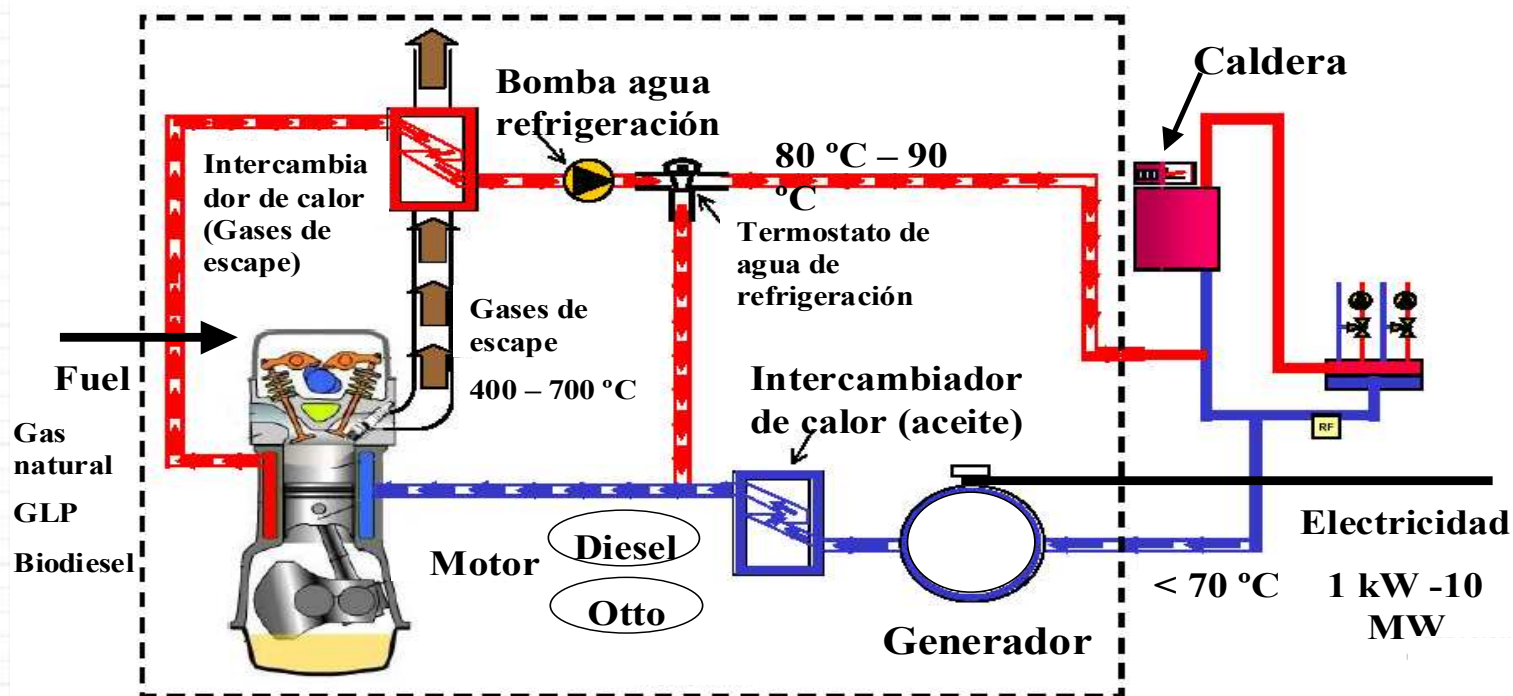 Caldera
Bomba agua
refrigeración
80 ºC – 90
ºC
Intercambia
dor de calor
(Gases de
escape)
Termostato de
agua de
refrigeración
Gases de
escape
400 – 700 ºC
Fuel
Gas
natural
GLP
Biodiesel
Intercambiador
de calor (aceite)
RF
Motor
Diesel
Otto
Generador
Electricidad
< 70 ºC
1 kW -10
MW